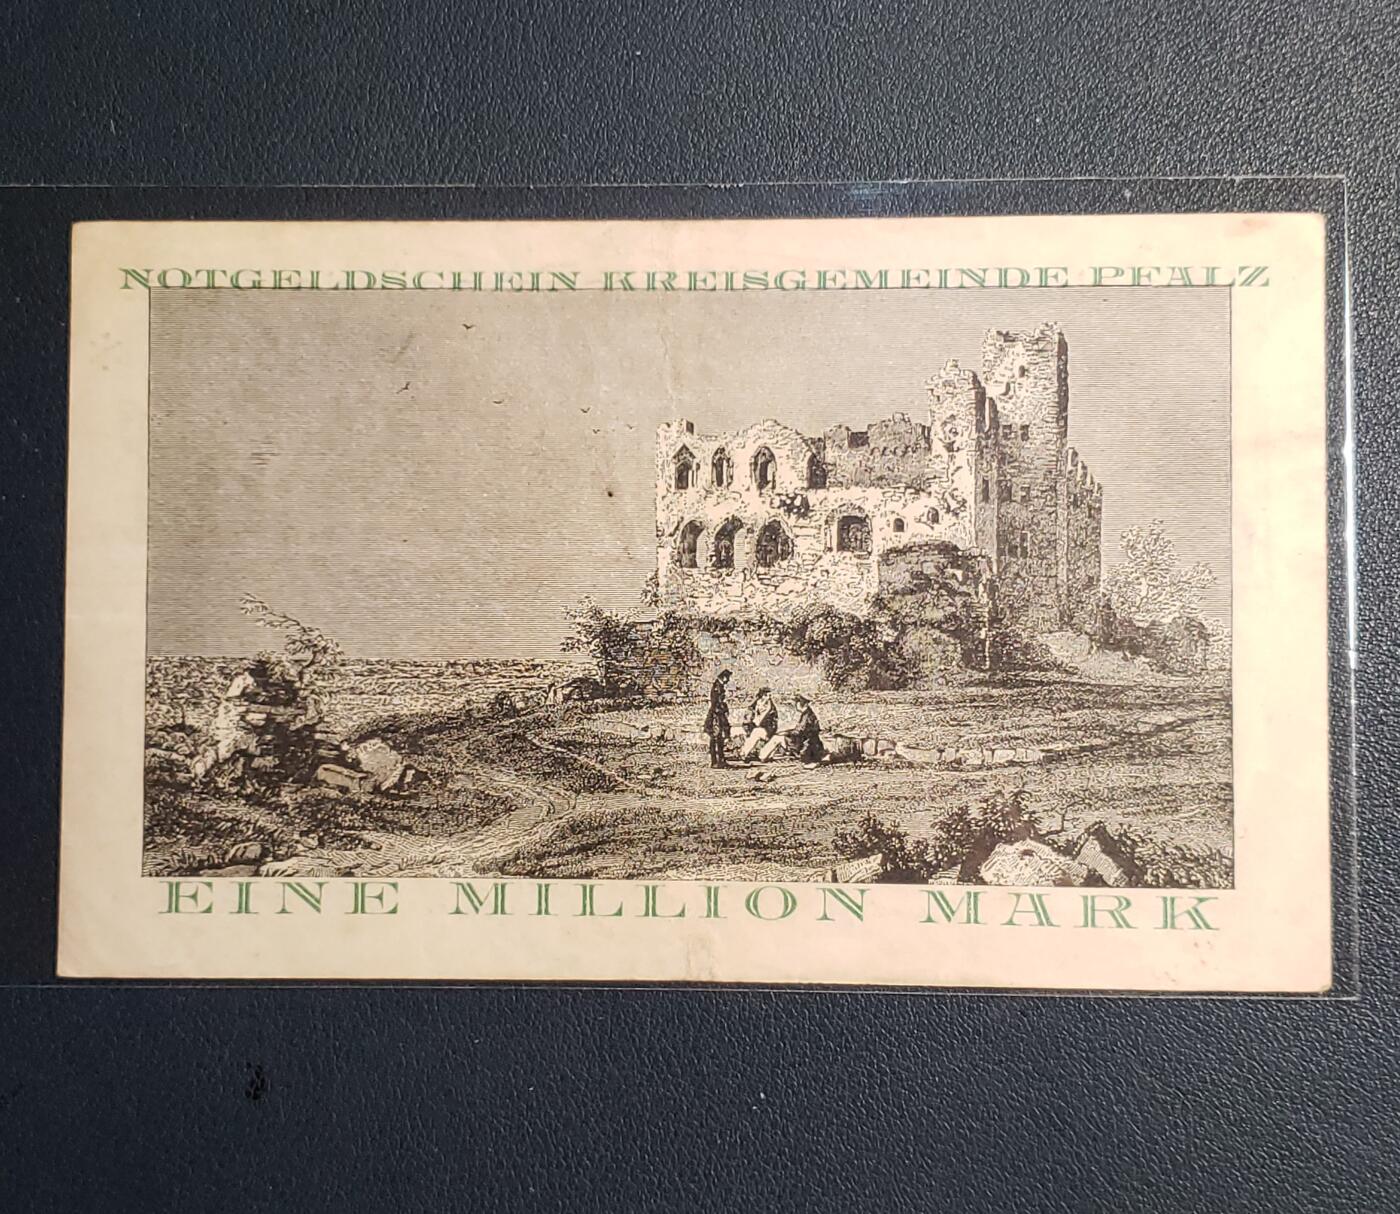 NOTGELDSCHEIN KREISGEMEINDE PFALZ
EINE MILLION MARK